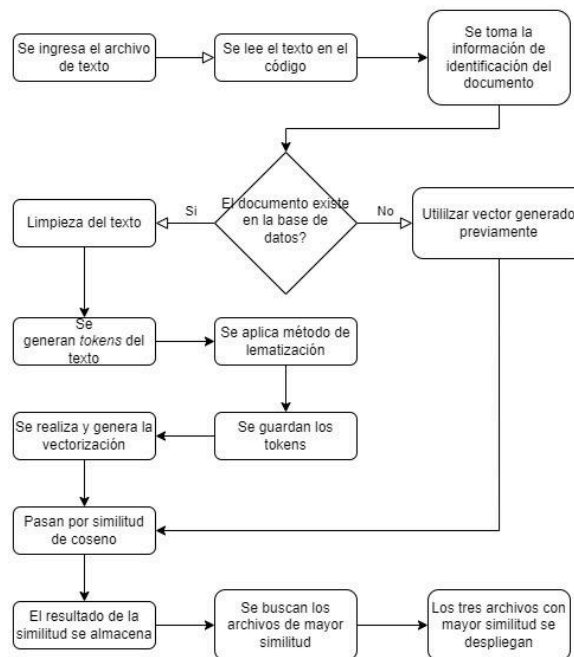 Se ingresa el archivo
de texto
Se lee el texto en el
código
Se toma la
información de
identificación del
documento
El documento existe
en la base de
datos?
Si
No
Limpieza del texto
Utililzar vector generado
previamente
Se
generan tokens del
texto
Se aplica método de
lematización
Se realiza y genera la
vectorización
Se guardan los
tokens
Pasan por similitud
de coseno
El resultado de la
similitud se almacena
Se buscan los
archivos de mayor
similitud
Los tres archivos con
mayor similitud se
despliegan